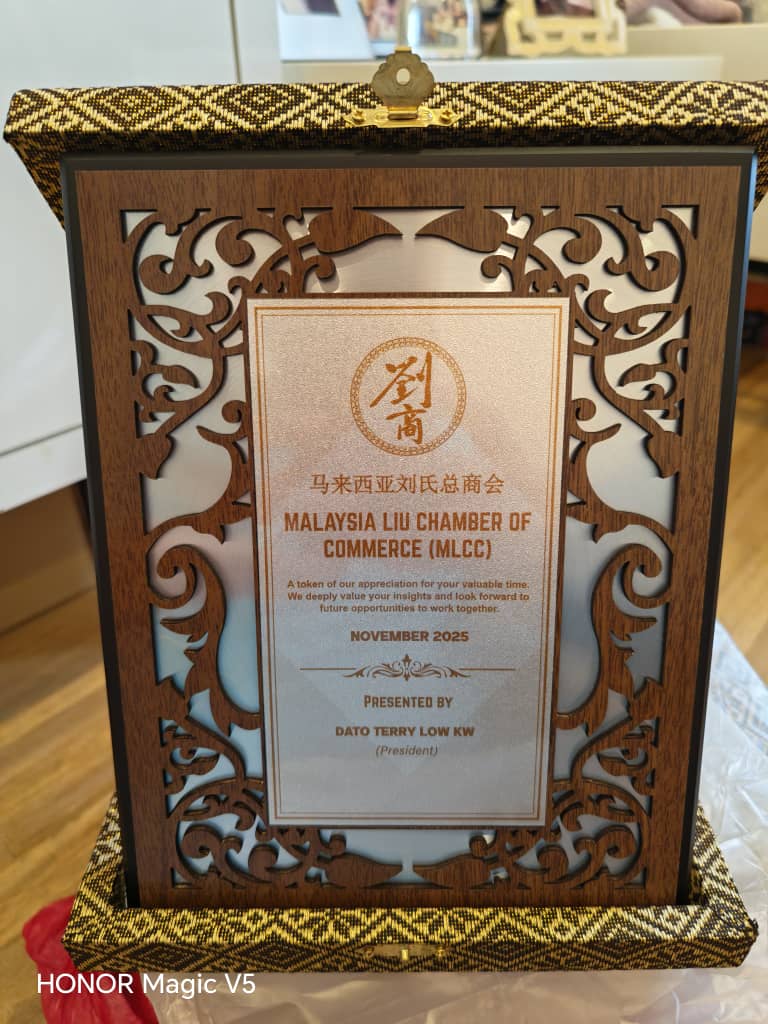 劉
商
马来西亚刘氏总商会
MALAYSIA LIU CHAMBER OF
COMMERCE (MLCC)
A token of our appreciation for your valuable time.
We deeply value your insights and look forward to
future opportunities to work together.
NOVEMBER 2025
PRESENTED BY
DATO TERRY LOW KW
(President)
HONOR Magic V5